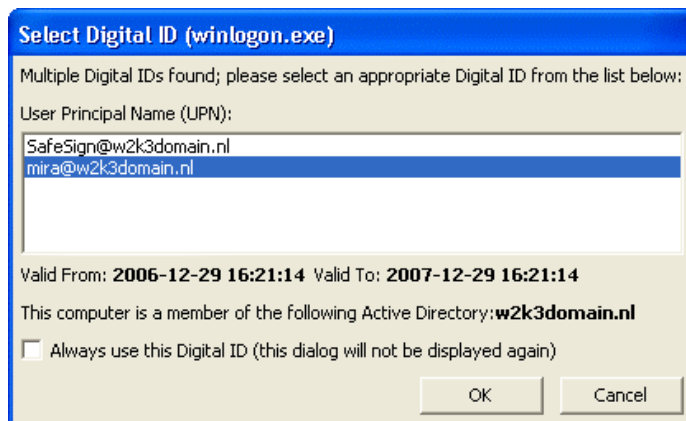 Select Digital ID (winlogon.exe)
Multiple Digital IDs found; please select an appropriate Digital ID from the list below:
User Principal Name (UPN):
SafeSign@w2k3domain.nl
mira@w2k3domain.nl
Valid From: 2006-12-29 16:21:14 Valid To: 2007-12-29 16:21:14
This computer is a member of the following Active Directory:w2k3domain.nl
Always use this Digital ID (this dialog will not be displayed again)
OK Cancel